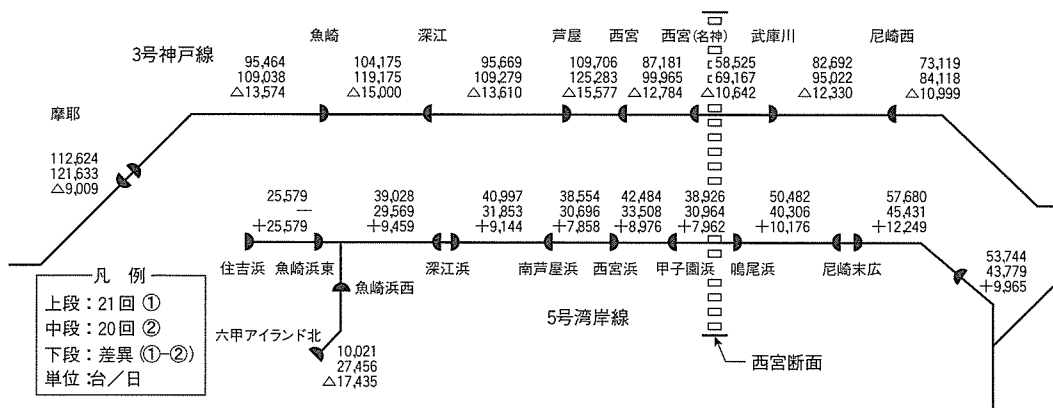 3号神戸線
魚崎
深江
芦屋
西宮
西宮(名神)
武庫川
尼崎西
摩耶
112,624
121,633
△9,009
95,464
109,038
△13,574
104,175
119,175
△15,000
95,669
109,279
△13,610
109,706
125,283
△15,577
87,181
99,965
△12,784
58,525
69,167
△10,642
82,692
95,022
△12,330
73,119
84,118
△10,999
25,579
—
+25,579
39,028
29,569
+9,459
40,997
31,853
+9,144
38,554
30,696
+7,858
42,484
33,508
+8,976
38,926
30,964
+7,962
50,482
40,306
+10,176
57,680
45,431
+12,249
53,744
43,779
+9,965
住吉浜
魚崎浜東
深江浜
南芦屋浜
西宮浜
甲子園浜
鳴尾浜
尼崎末広
魚崎浜西
六甲アイランド北
10,021
27,456
△17,435
5号湾岸線
西宮断面
凡 例
上段:21回 ①
中段:20回 ②
下段:差異 (①−②)
単位:台/日